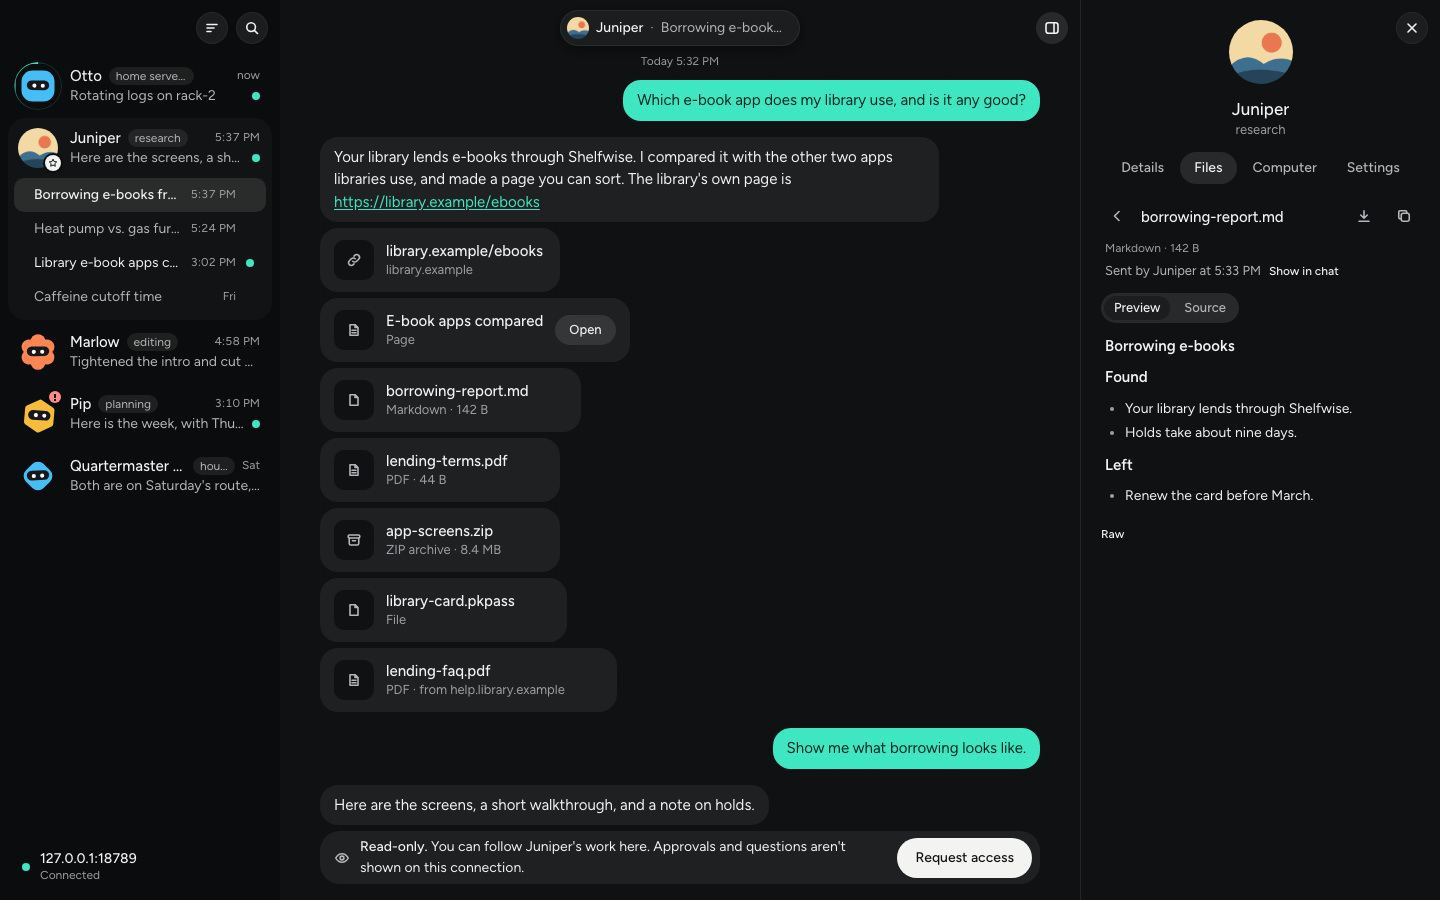 Otto home serve... now
Rotating logs on rack-2
Juniper research 5:37 PM
Here are the screens, a sh...
Borrowing e-books fr... 5:37 PM
Heat pump vs. gas fur... 5:24 PM
Library e-book apps c... 3:02 PM
Caffeine cutoff time Fri
Marlow editing 4:58 PM
Tightened the intro and cut ...
Pip planning 3:10 PM
Here is the week, with Thu...
Quartermaster ... hou... Sat
Both are on Saturday's route,...
127.0.0.1:18789
Connected
Juniper · Borrowing e-book...
Today 5:32 PM
Which e-book app does my library use, and is it any good?
Your library lends e-books through Shelfwise. I compared it with the other two apps
libraries use, and made a page you can sort. The library's own page is
https://library.example/ebooks
library.example/ebooks
library.example
E-book apps compared
Page
Open
borrowing-report.md
Markdown · 142 B
lending-terms.pdf
PDF · 44 B
app-screens.zip
ZIP archive · 8.4 MB
library-card.pkpass
File
lending-faq.pdf
PDF · from help.library.example
Show me what borrowing looks like.
Here are the screens, a short walkthrough, and a note on holds.
Read-only. You can follow Juniper's work here. Approvals and questions aren't
shown on this connection.
Request access
Juniper
research
Details Files Computer Settings
borrowing-report.md
Markdown · 142 B
Sent by Juniper at 5:33 PM Show in chat
Preview Source
Borrowing e-books
Found
• Your library lends through Shelfwise.
• Holds take about nine days.
Left
• Renew the card before March.
Raw